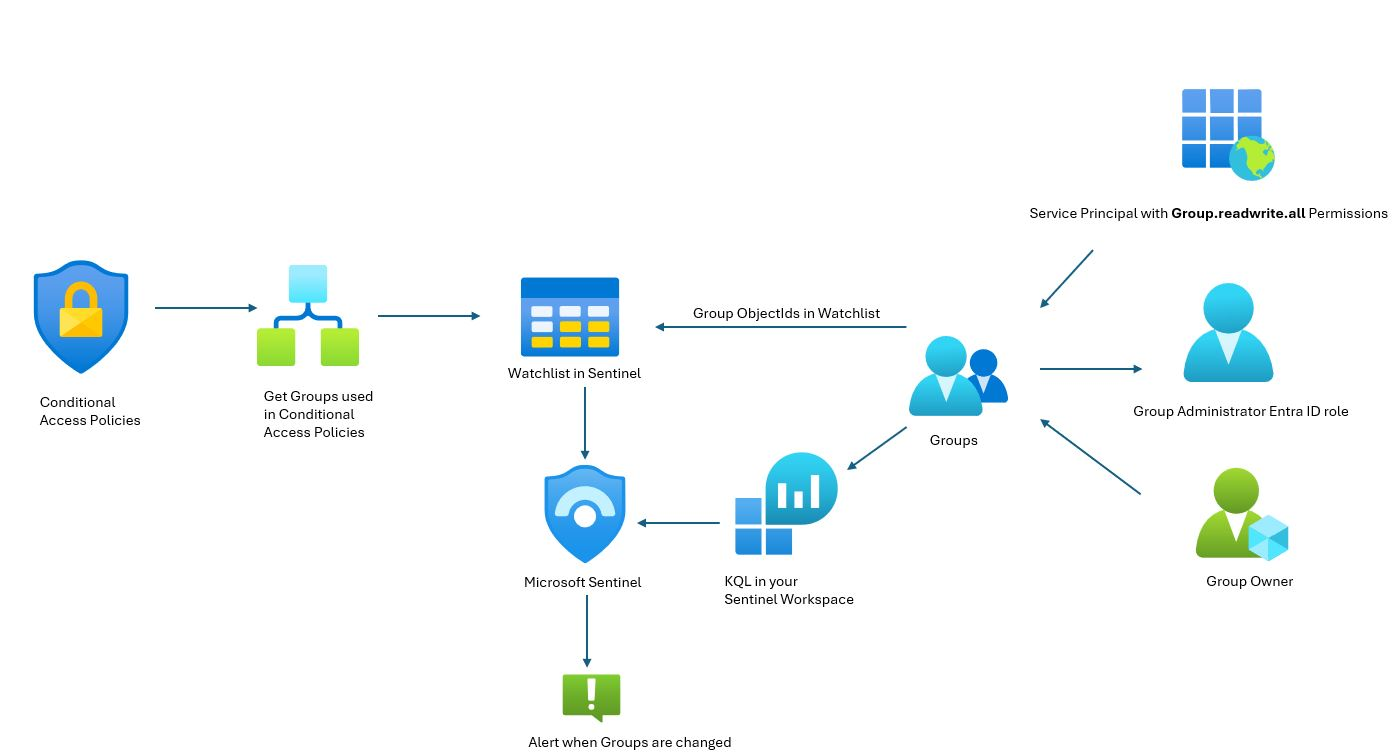 Service Principal with Group.readwrite.all Permissions
Group ObjectIds in Watchlist
Watchlist in Sentinel
Conditional
Access Policies
Get Groups used
in Conditional
Access Policies
Groups
Group Administrator Entra ID role
Microsoft Sentinel
KQL in your
Sentinel Workspace
Group Owner
Alert when Groups are changed